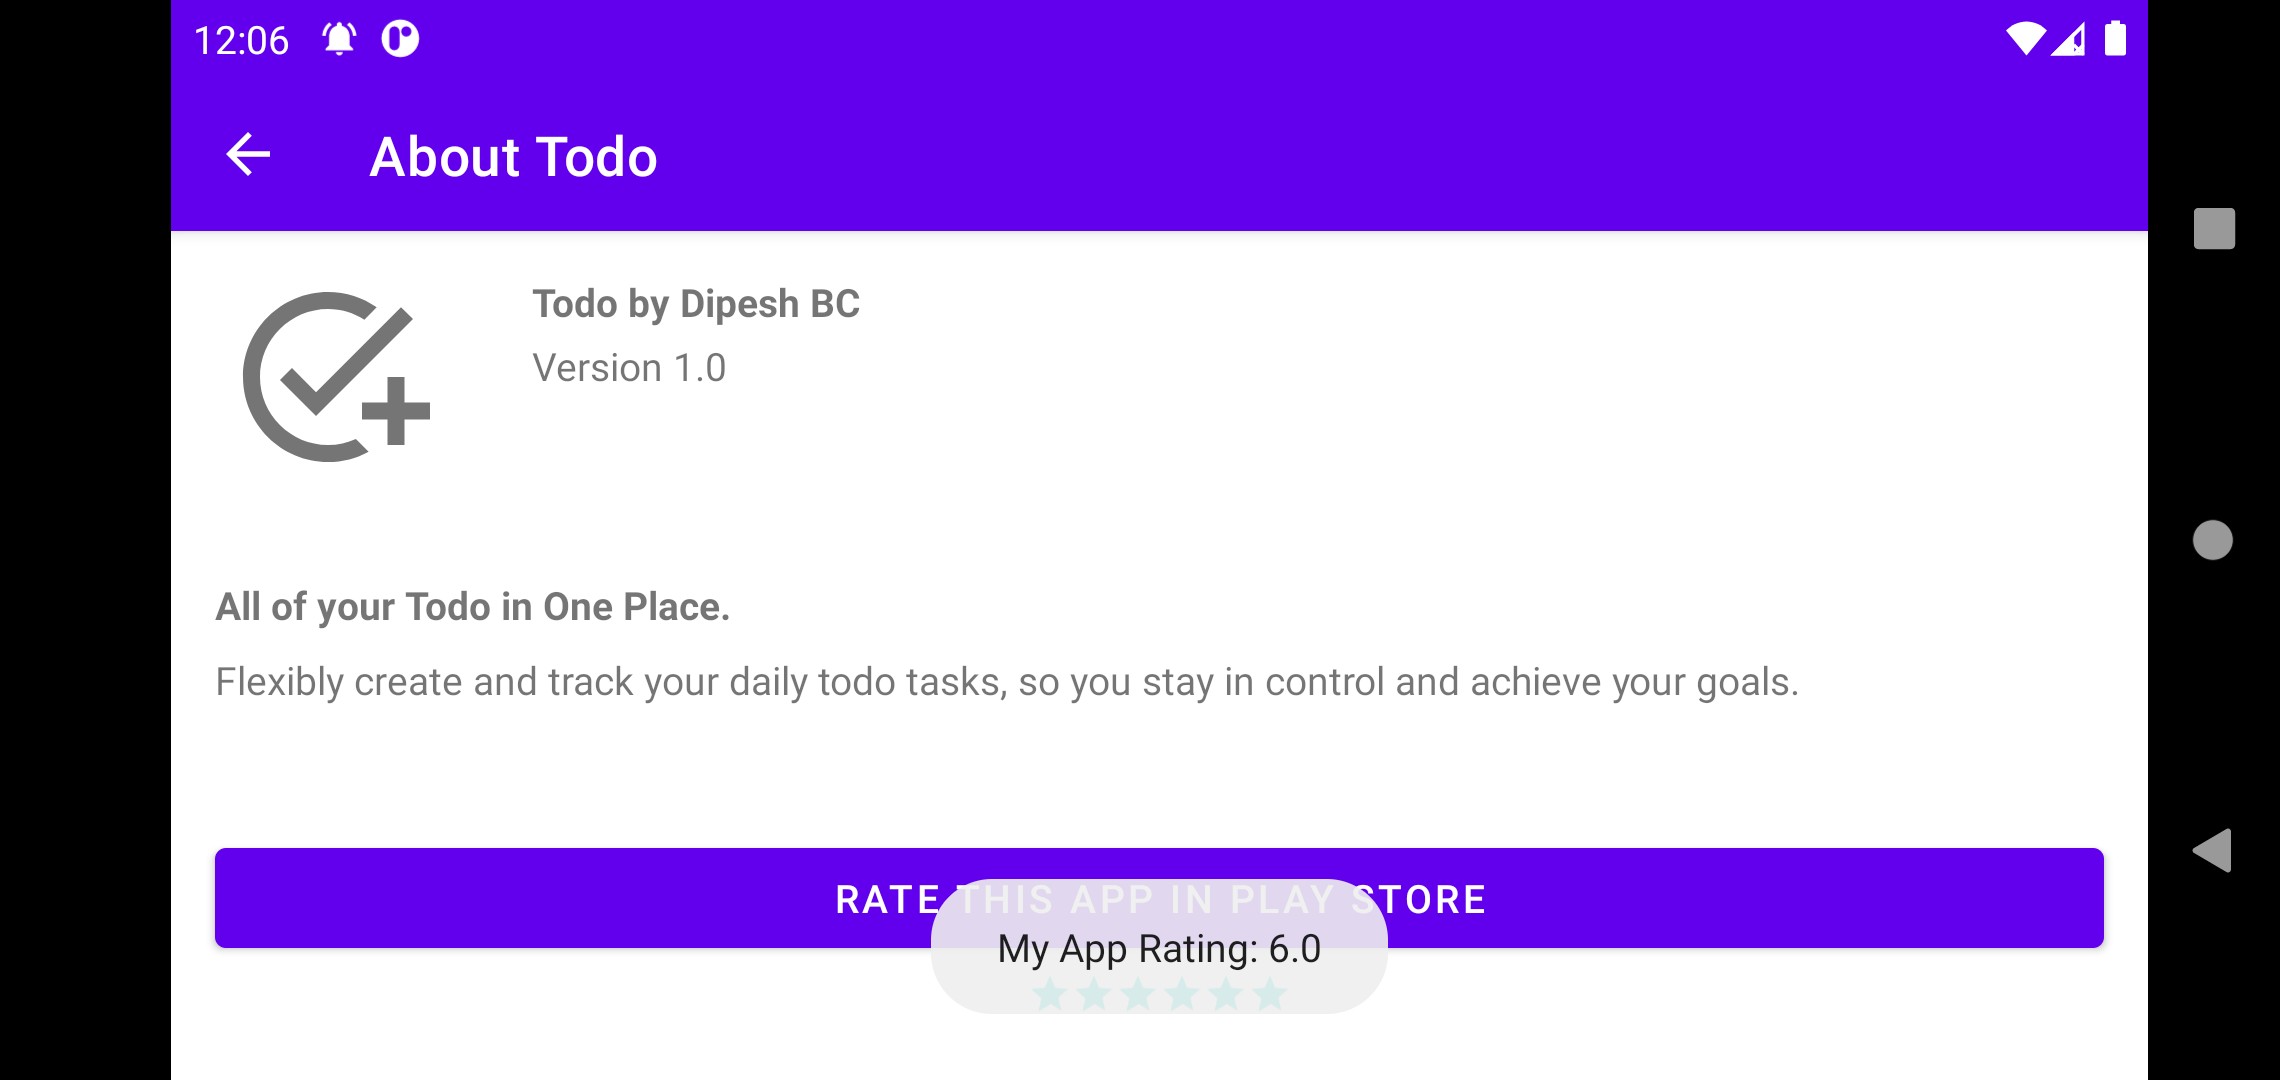 12:06
About Todo
Todo by Dipesh BC
Version 1.0
All of your Todo in One Place.
Flexibly create and track your daily todo tasks, so you stay in control and achieve your goals.
RATE THIS APP IN PLAY STORE
My App Rating: 6.0